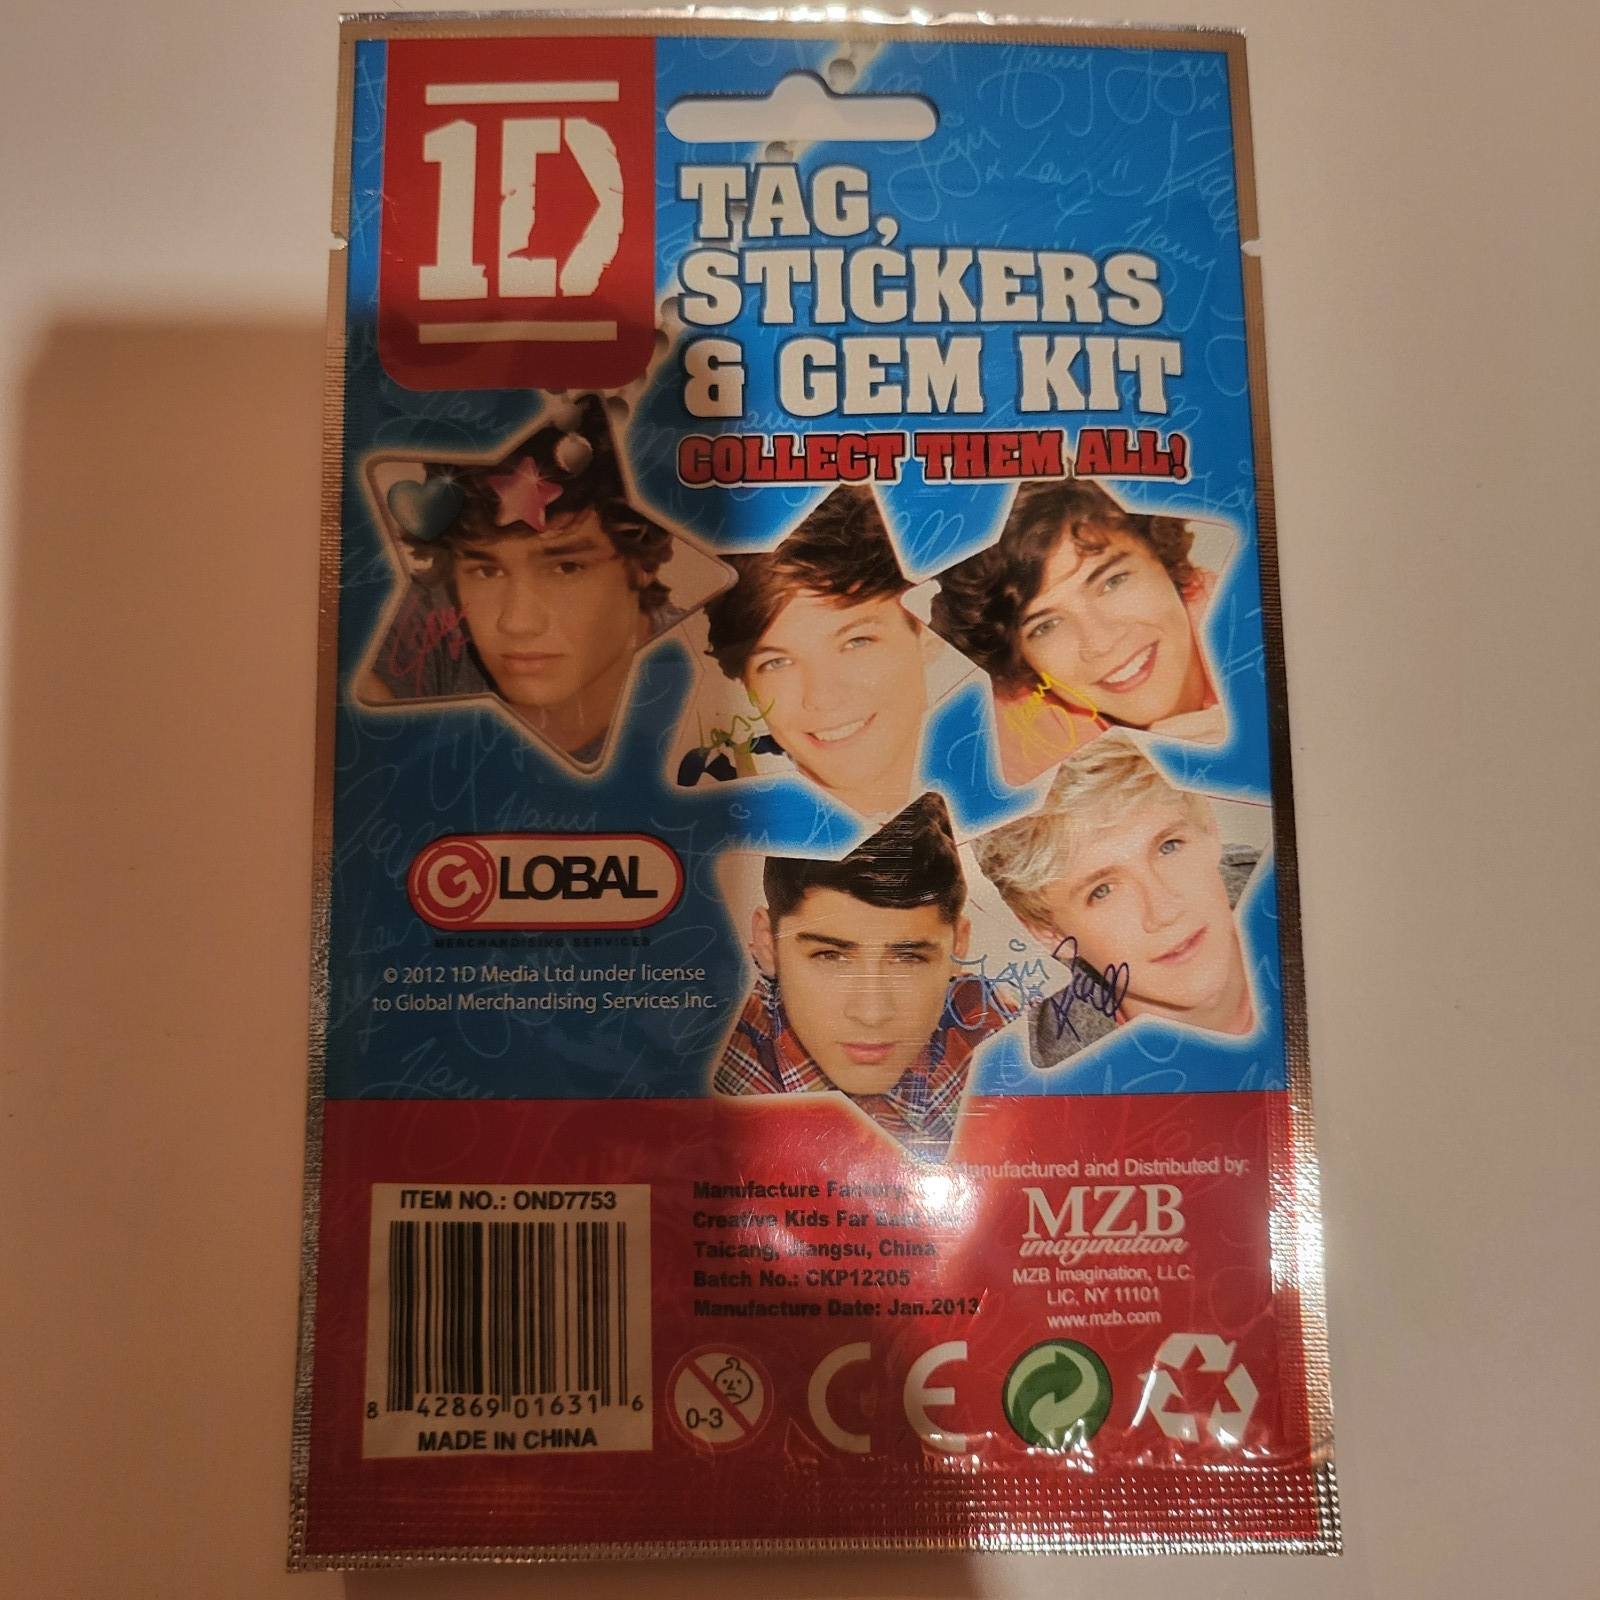 1D
TAG,
STICKERS
& GEM KIT
COLLECT THEM ALL!
Harry
GLOBAL
MERCHANDISING SERVICES
© 2012 1D Media Ltd under license
to Global Merchandising Services Inc.
ITEM NO.: OND7753
8 42869 01631 6
MADE IN CHINA
Manufacture Factory:
Creative Kids Far East
Taicang, Jiangsu, China
Batch No.: CKP12205
Manufacture Date: Jan.2013
Manufactured and Distributed by:
MZB
imagination
MZB Imagination, LLC.
LIC, NY 11101
www.mzb.com
0-3
CE